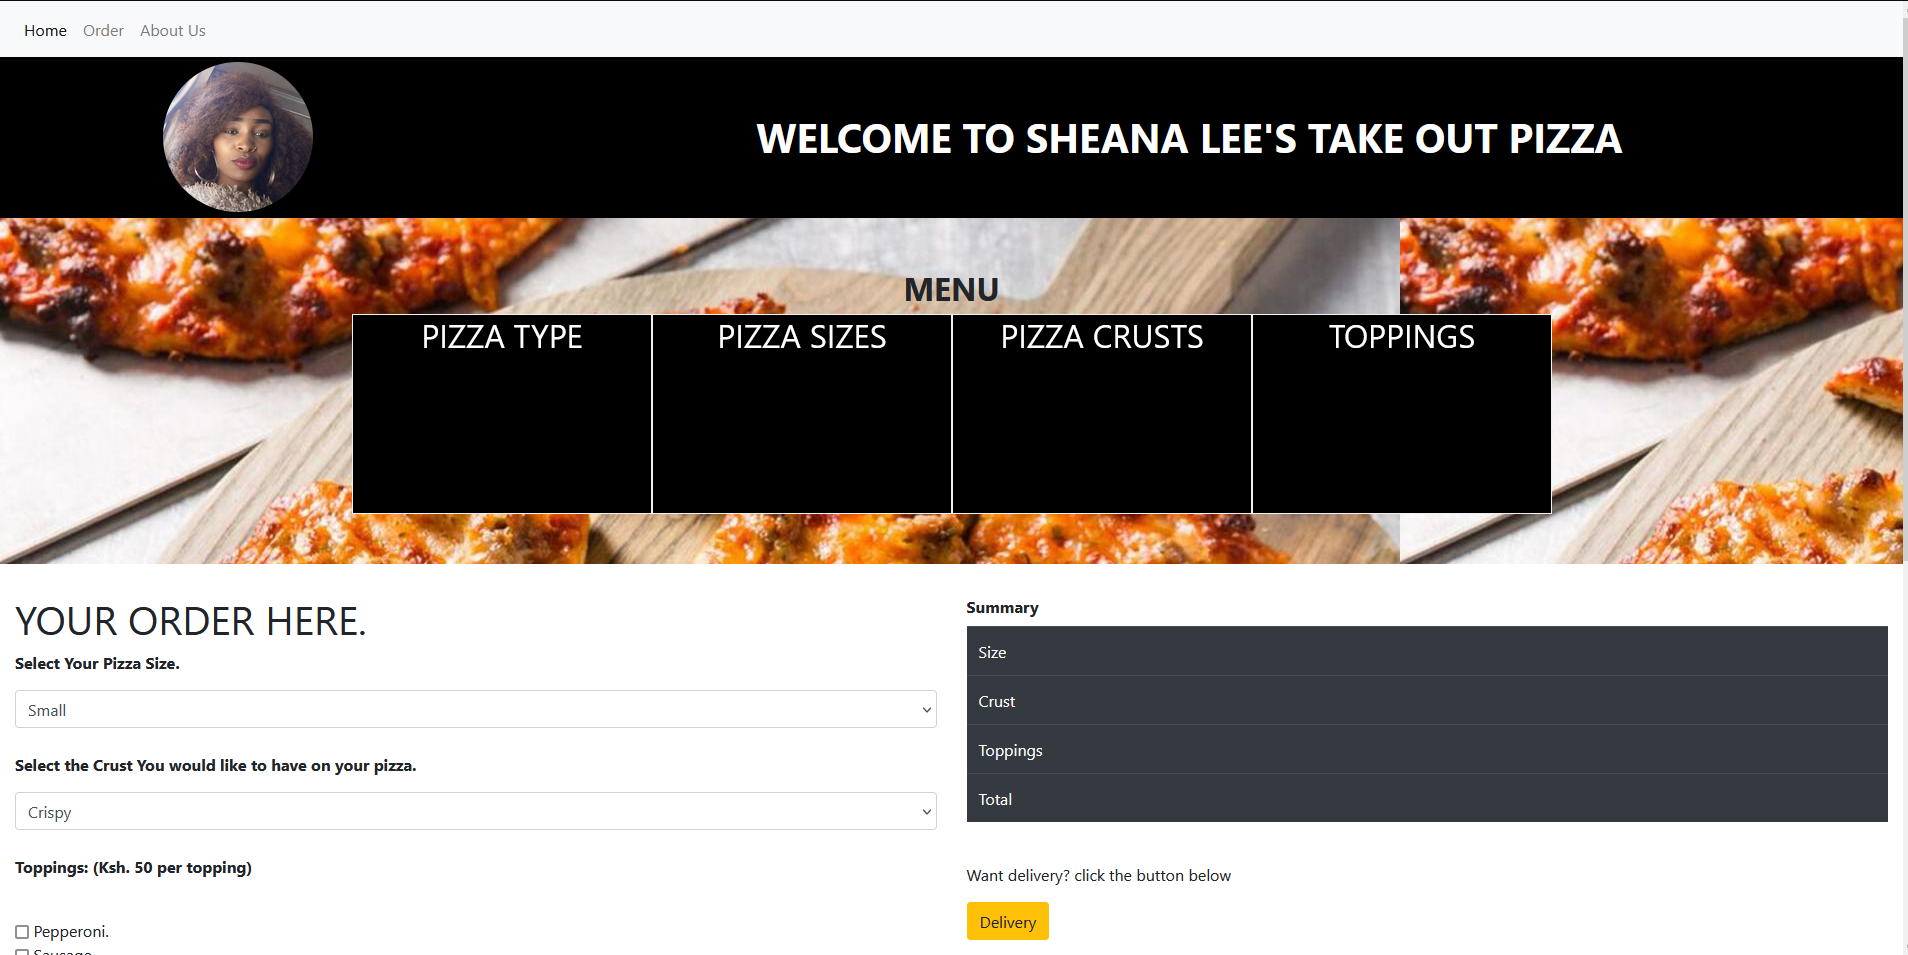 Home Order About Us
WELCOME TO SHEANA LEE'S TAKE OUT PIZZA
MENU
PIZZA TYPE PIZZA SIZES PIZZA CRUSTS TOPPINGS
YOUR ORDER HERE.
Select Your Pizza Size.
Small
Select the Crust You would like to have on your pizza.
Crispy
Toppings: (Ksh. 50 per topping)
Pepperoni.
Sausage
Summary
Size
Crust
Toppings
Total
Want delivery? click the button below
Delivery